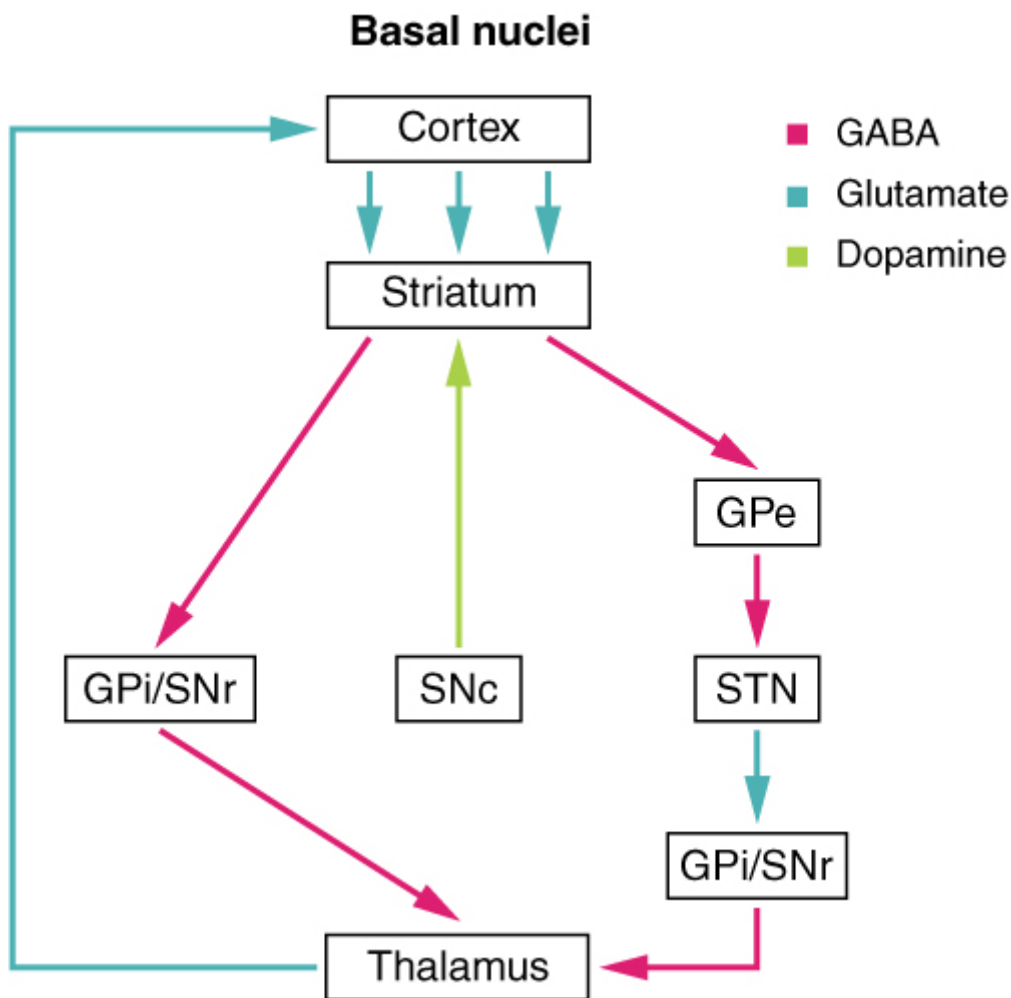 Basal nuclei
Cortex
GABA
Glutamate
Dopamine
Striatum
GPe
GPi/SNr
SNc
STN
GPi/SNr
Thalamus